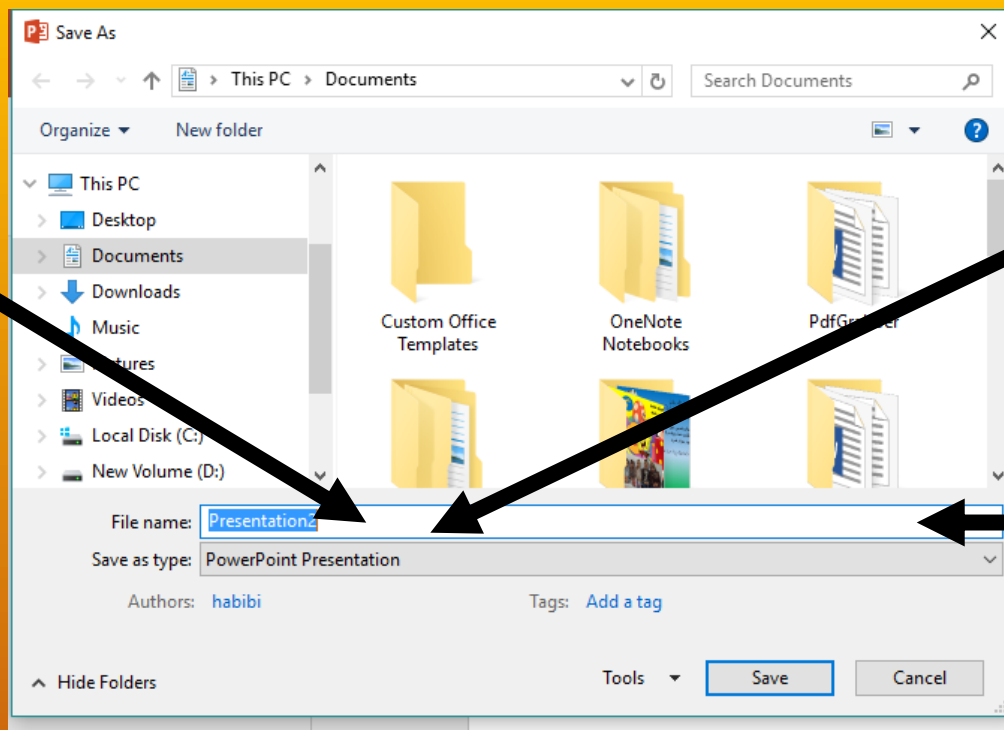 Save As
This PC > Documents
Search Documents
Organize
New folder
This PC
Desktop
Documents
Downloads
Music
Videos
Local Disk (C:)
New Volume (D:)
Custom Office
Templates
OneNote
Notebooks
File name: Presentation2
Save as type: PowerPoint Presentation
Authors: habibi
Tags: Add a tag
Hide Folders
Tools
Save
Cancel